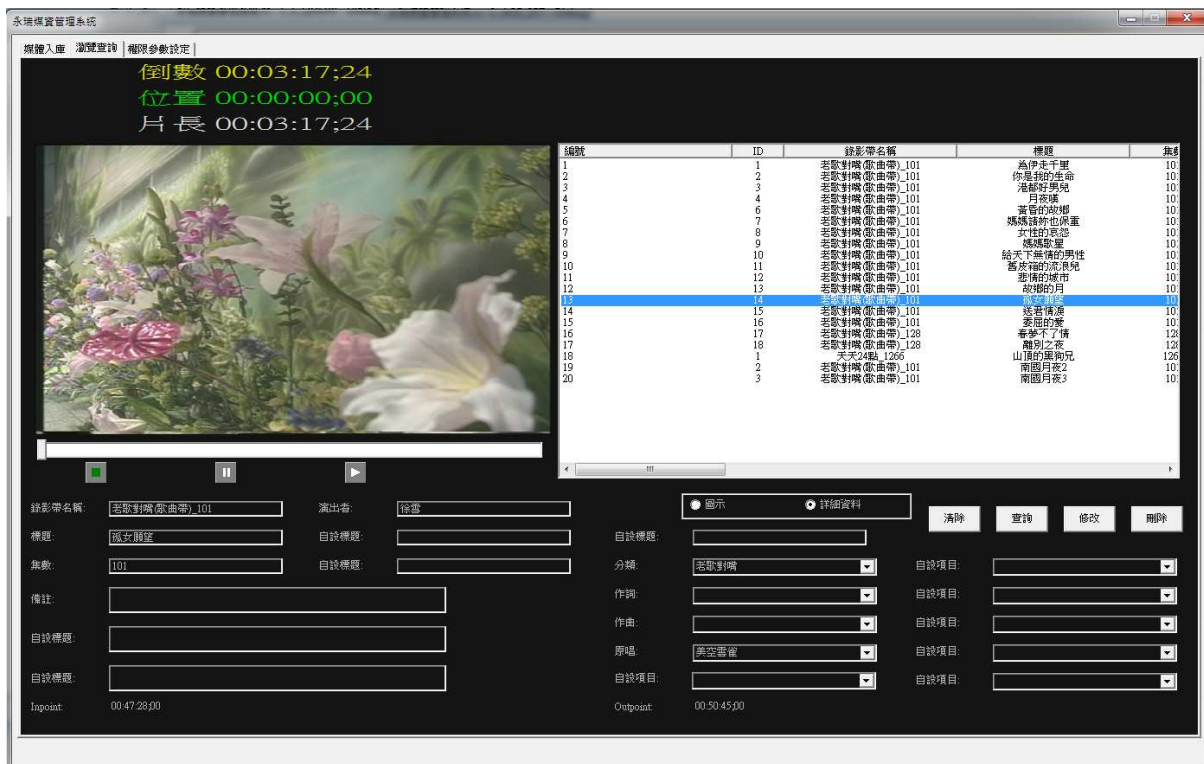 永瑞媒資管理系統
媒體入庫 瀏覽查詢 權限參數設定
倒數 00:03:17;24
位置 00:00:00;00
片長 00:03:17;24
編號 ID 錄影帶名稱 標題
1 1 老歌對嘴(歌曲帶)_101 為伊走千里 10
2 2 老歌對嘴(歌曲帶)_101 你是我的生命 10
3 3 老歌對嘴(歌曲帶)_101 港都好男兒 10
4 4 老歌對嘴(歌曲帶)_101 月夜嘆 10
5 6 老歌對嘴(歌曲帶)_101 黃昏的故鄉 10
6 7 老歌對嘴(歌曲帶)_101 媽媽請妳也保重 10
7 8 老歌對嘴(歌曲帶)_101 女性的哀怨 10
8 9 老歌對嘴(歌曲帶)_101 媽媽歌星 10
9 10 老歌對嘴(歌曲帶)_101 給天下無情的男性 10
10 11 老歌對嘴(歌曲帶)_101 舊皮箱的流浪兒 10
11 12 老歌對嘴(歌曲帶)_101 悲情的城市 10
12 13 老歌對嘴(歌曲帶)_101 故鄉的月 10
13 14 老歌對嘴(歌曲帶)_101 孤女願望 10
14 15 老歌對嘴(歌曲帶)_101 送君情淚 10
15 16 老歌對嘴(歌曲帶)_101 委屈的愛 10
16 17 老歌對嘴(歌曲帶)_128 春夢不了情 128
17 18 老歌對嘴(歌曲帶)_128 離別之夜 128
18 1 天天24點_1266 山頂的黑狗兄 126
19 2 老歌對嘴(歌曲帶)_101 南國月夜2 10
20 3 老歌對嘴(歌曲帶)_101 南國月夜3 10
圖示 詳細資料
清除 查詢 修改 刪除
錄影帶名稱: 老歌對嘴(歌曲帶)_101 演出者: 徐雪
標題: 孤女願望 自設標題: 自設標題:
集數: 101 自設標題: 分類: 老歌對嘴 自設項目:
備註: 作詞: 自設項目:
作曲: 自設項目:
自設標題: 原唱: 美空雲雀 自設項目:
自設標題: 自設項目: 自設項目:
Inpoint: 00:47:28;00 Outpoint: 00:50:45;00